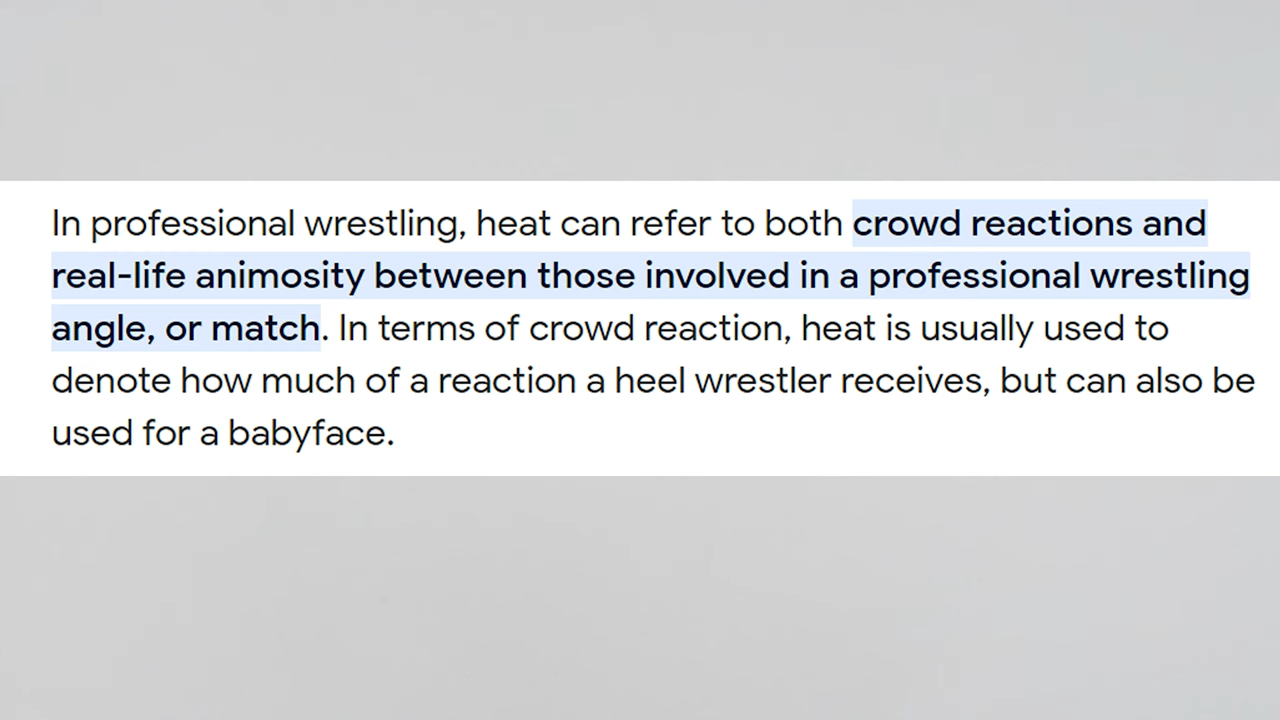 In professional wrestling, heat can refer to both crowd reactions and
real-life animosity between those involved in a professional wrestling
angle, or match. In terms of crowd reaction, heat is usually used to
denote how much of a reaction a heel wrestler receives, but can also be
used for a babyface.